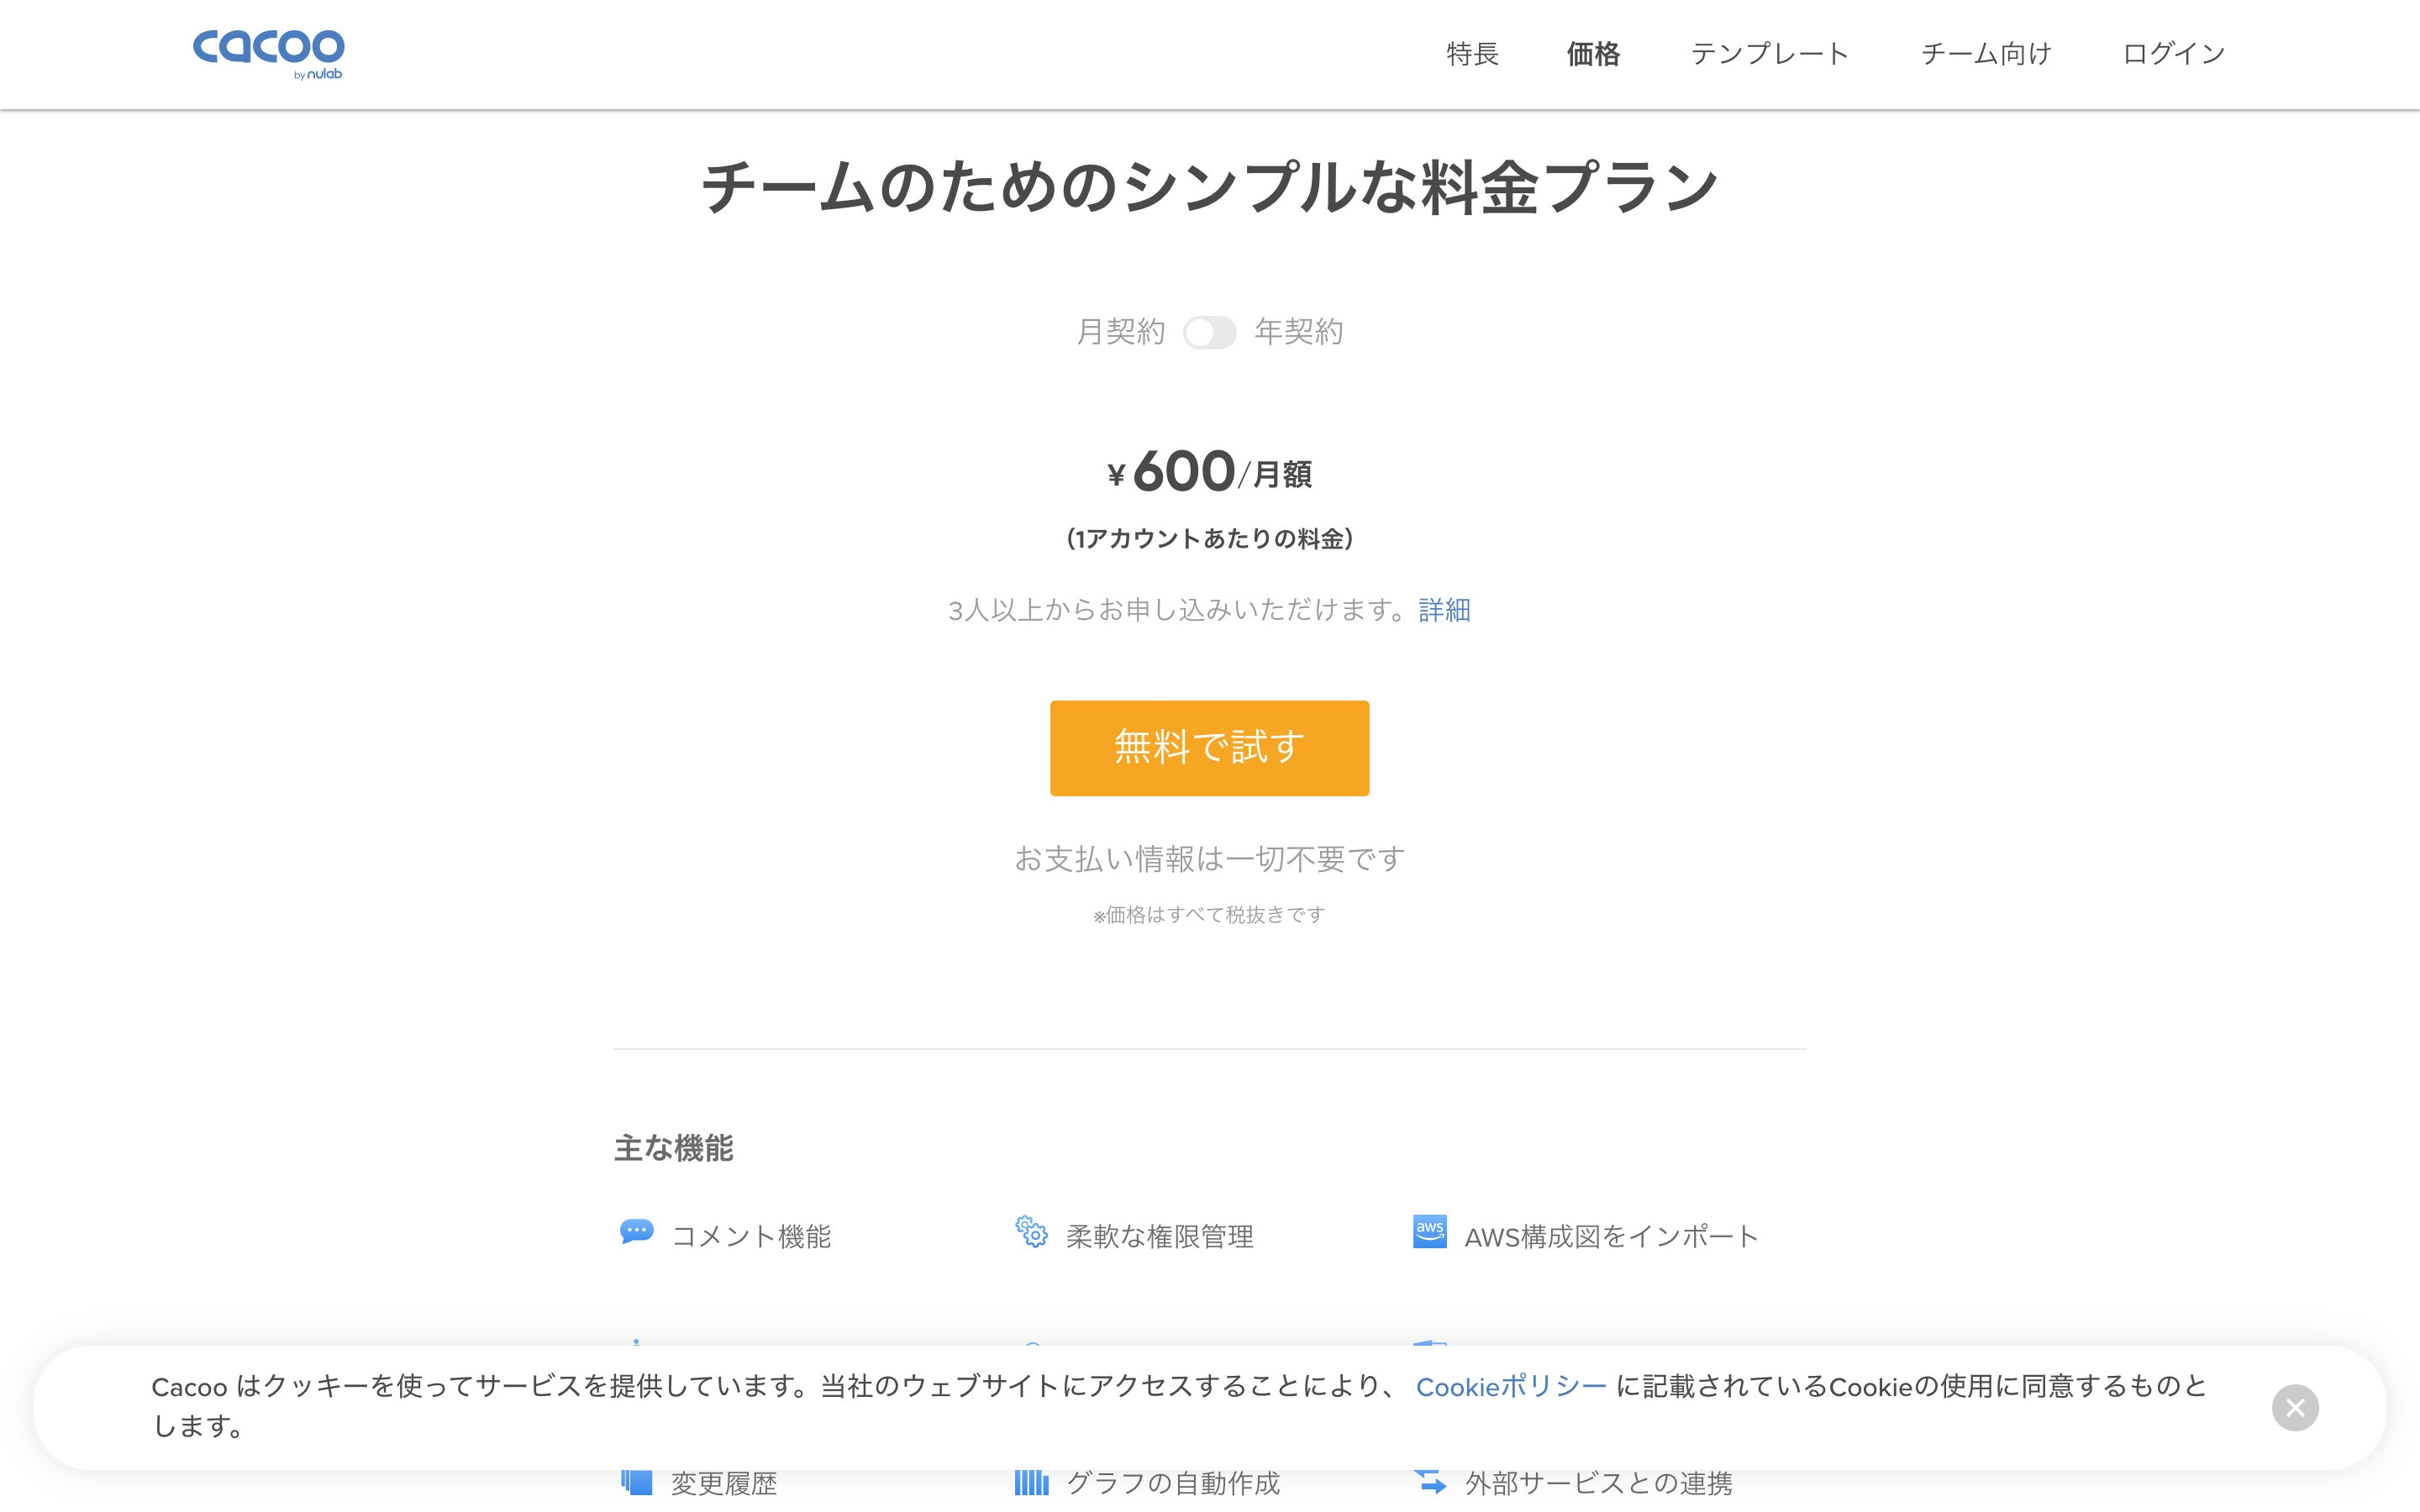 cacoo
by nulab
特長 価格 テンプレート チーム向け ログイン
チームのためのシンプルな料金プラン
月契約 年契約
¥600/月額
（1アカウントあたりの料金）
3人以上からお申し込みいただけます。詳細
無料で試す
お支払い情報は一切不要です
※価格はすべて税抜きです
主な機能
コメント機能 柔軟な権限管理 aws AWS構成図をインポート
Cacoo はクッキーを使ってサービスを提供しています。当社のウェブサイトにアクセスすることにより、 Cookieポリシー に記載されているCookieの使用に同意するものと
します。
変更履歴 グラフの自動作成 外部サービスとの連携